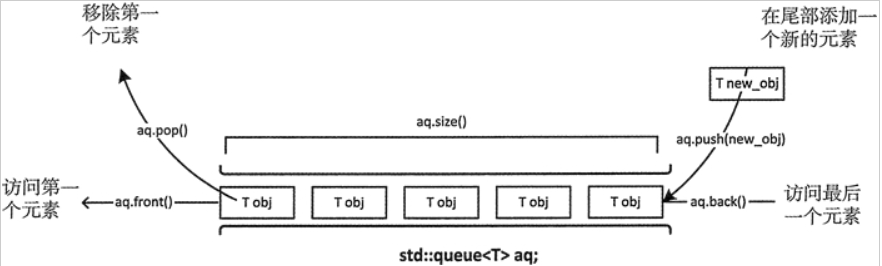 移除第一
个元素
在尾部添加一
个新的元素
T new_obj
aq.pop()
aq.size()
aq.push(new_obj)
访问第一
个元素
aq.front()
T obj
T obj
T obj
T obj
T obj
aq.back()
访问最后
一个元素
std::queue<T> aq;